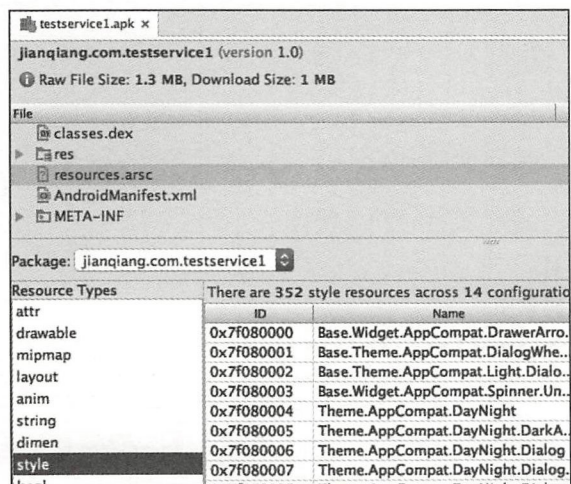 testservice1.apk ×
jianqiang.com.testservice1 (version 1.0)
Raw File Size: 1.3 MB, Download Size: 1 MB
File
classes.dex
res
resources.arsc
AndroidManifest.xml
META-INF
Package: jianqiang.com.testservice1
Resource Types
There are 352 style resources across 14 configuratio
attr
drawable
mipmap
layout
anim
string
dimen
style
ID Name
0x7f080000 Base.Widget.AppCompat.DrawerArro...
0x7f080001 Base.Theme.AppCompat.DialogWhe...
0x7f080002 Base.Theme.AppCompat.Light.Dialo...
0x7f080003 Base.Widget.AppCompat.Spinner.Un...
0x7f080004 Theme.AppCompat.DayNight
0x7f080005 Theme.AppCompat.DayNight.DarkA...
0x7f080006 Theme.AppCompat.DayNight.Dialog
0x7f080007 Theme.AppCompat.DayNight.Dialog.